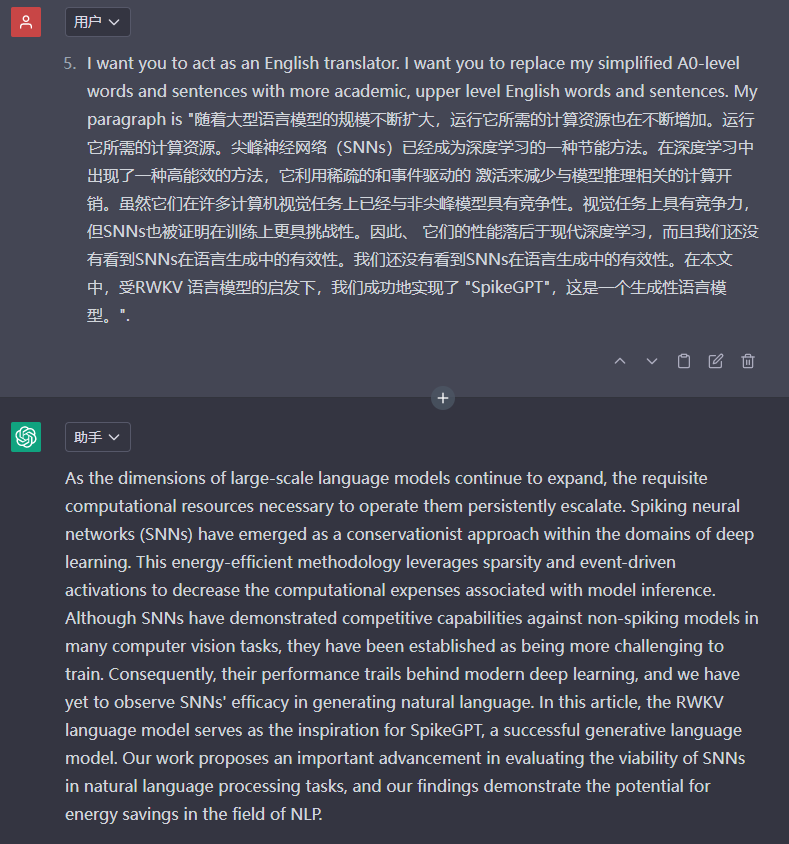 用户
5. I want you to act as an English translator. I want you to replace my simplified A0-level
words and sentences with more academic, upper level English words and sentences. My
paragraph is "随着大型语言模型的规模不断扩大，运行它所需的计算资源也在不断增加。运行
它所需的计算资源。尖峰神经网络（SNNs）已经成为深度学习的一种节能方法。在深度学习中
出现了一种高能效的方法，它利用稀疏的和事件驱动的 激活来减少与模型推理相关的计算开
销。虽然它们在许多计算机视觉任务上已经与非尖峰模型具有竞争性。视觉任务上具有竞争力，
但SNNs也被证明在训练上更具挑战性。因此、 它们的性能落后于现代深度学习，而且我们还没
有看到SNNs在语言生成中的有效性。我们还没有看到SNNs在语言生成中的有效性。在本文
中，受RWKV 语言模型的启发下，我们成功地实现了 "SpikeGPT"，这是一个生成性语言模
型。".
助手
As the dimensions of large-scale language models continue to expand, the requisite
computational resources necessary to operate them persistently escalate. Spiking neural
networks (SNNs) have emerged as a conservationist approach within the domains of deep
learning. This energy-efficient methodology leverages sparsity and event-driven
activations to decrease the computational expenses associated with model inference.
Although SNNs have demonstrated competitive capabilities against non-spiking models in
many computer vision tasks, they have been established as being more challenging to
train. Consequently, their performance trails behind modern deep learning, and we have
yet to observe SNNs' efficacy in generating natural language. In this article, the RWKV
language model serves as the inspiration for SpikeGPT, a successful generative language
model. Our work proposes an important advancement in evaluating the viability of SNNs
in natural language processing tasks, and our findings demonstrate the potential for
energy savings in the field of NLP.